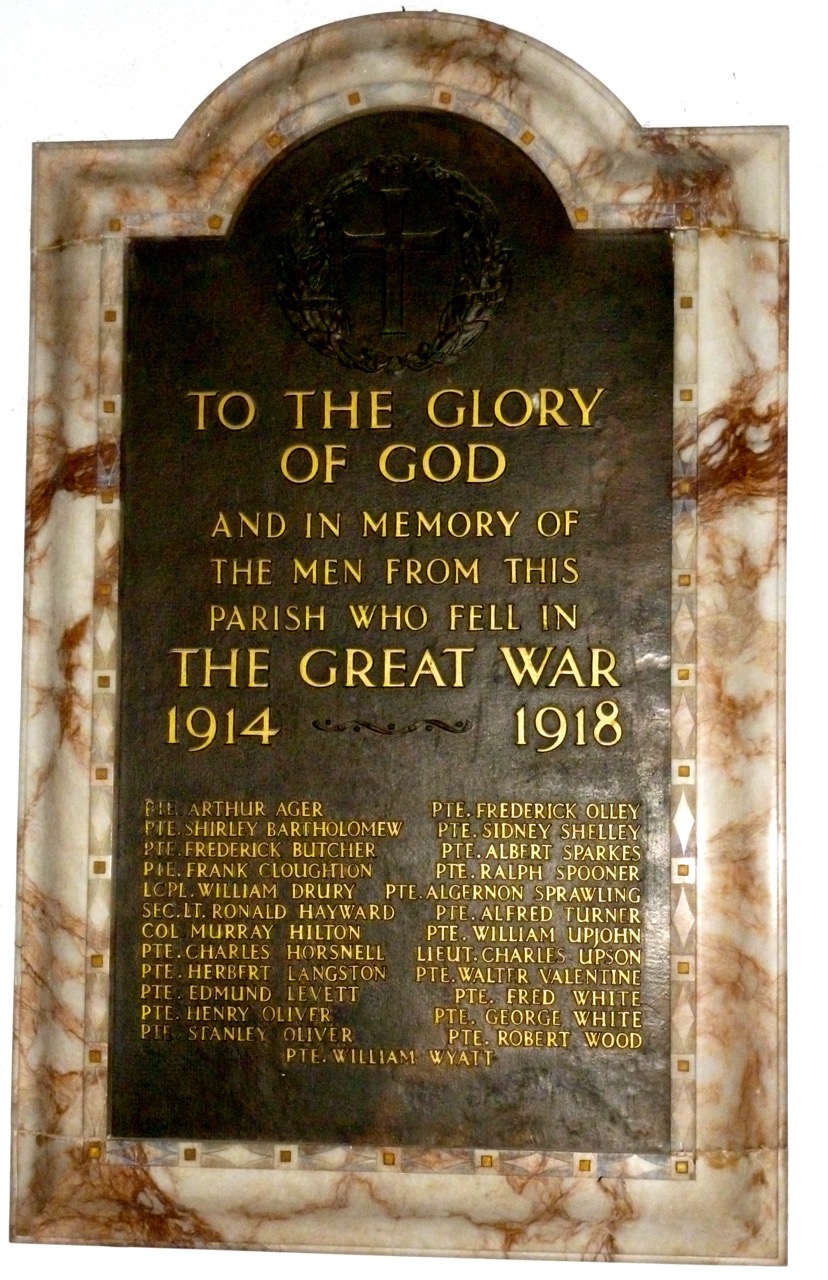 TO THE GLORY
OF GOD
AND IN MEMORY OF
THE MEN FROM THIS
PARISH WHO FELL IN
THE GREAT WAR
1914 1918
PTE. ARTHUR AGER
PTE. SHIRLEY BARTHOLOMEW
PTE. FREDERICK BUTCHER
PTE. FRANK CLOUGHTION
LCPL. WILLIAM DRURY
SEC. LT. RONALD HAYWARD
COL MURRAY HILTON
PTE. CHARLES HORSNELL
PTE. HERBERT LANGSTON
PTE. EDMUND LEVETT
PTE. HENRY OLIVER
PTE. STANLEY OLIVER
PTE. FREDERICK OLLEY
PTE. SIDNEY SHELLEY
PTE. ALBERT SPARKES
PTE. RALPH SPOONER
PTE. ALGERNON SPRAWLING
PTE. ALFRED TURNER
PTE. WILLIAM UPJOHN
LIEUT. CHARLES UPSON
PTE. WALTER VALENTINE
PTE. FRED WHITE
PTE. GEORGE WHITE
PTE. ROBERT WOOD
PTE. WILLIAM WYATT